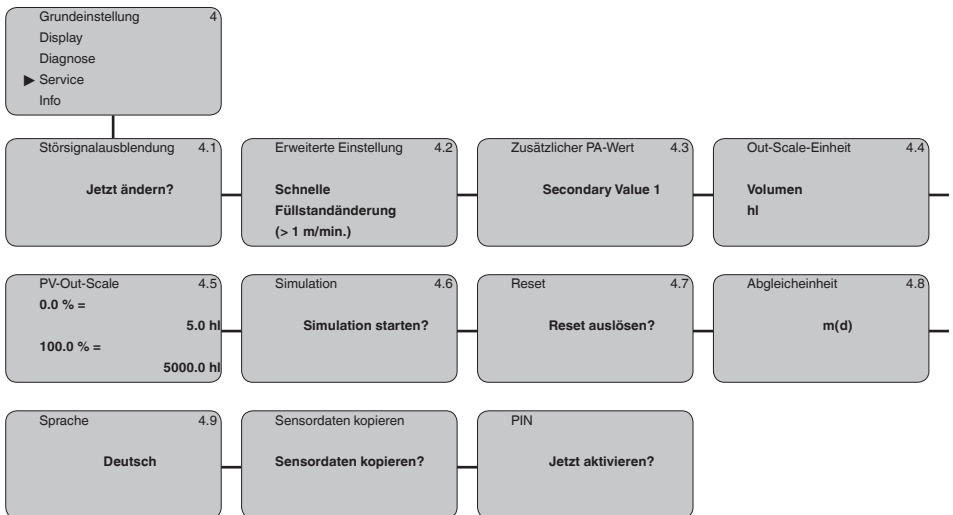 Grundeinstellung 4
Display
Diagnose
▶ Service
Info
Störsignalausblendung 4.1
Jetzt ändern?
Erweiterte Einstellung 4.2
Schnelle
Füllstandänderung
(> 1 m/min.)
Zusätzlicher PA-Wert 4.3
Secondary Value 1
Out-Scale-Einheit 4.4
Volumen
hl
PV-Out-Scale 4.5
0.0 % =
5.0 hl
100.0 % =
5000.0 hl
Simulation 4.6
Simulation starten?
Reset 4.7
Reset auslösen?
Abgleicheinheit 4.8
m(d)
Sprache 4.9
Deutsch
Sensordaten kopieren
Sensordaten kopieren?
PIN
Jetzt aktivieren?